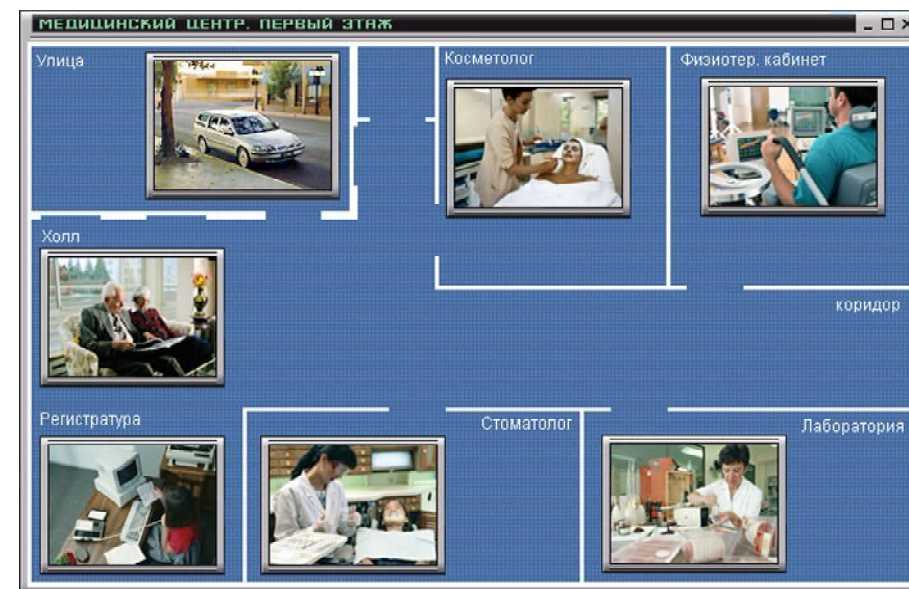 МЕДИЦИНСКИЙ ЦЕНТР. ПЕРВЫЙ ЭТАЖ
Улица
Косметолог
Физиотер. кабинет
Холл
коридор
Регистратура
Стоматолог
Лаборатория